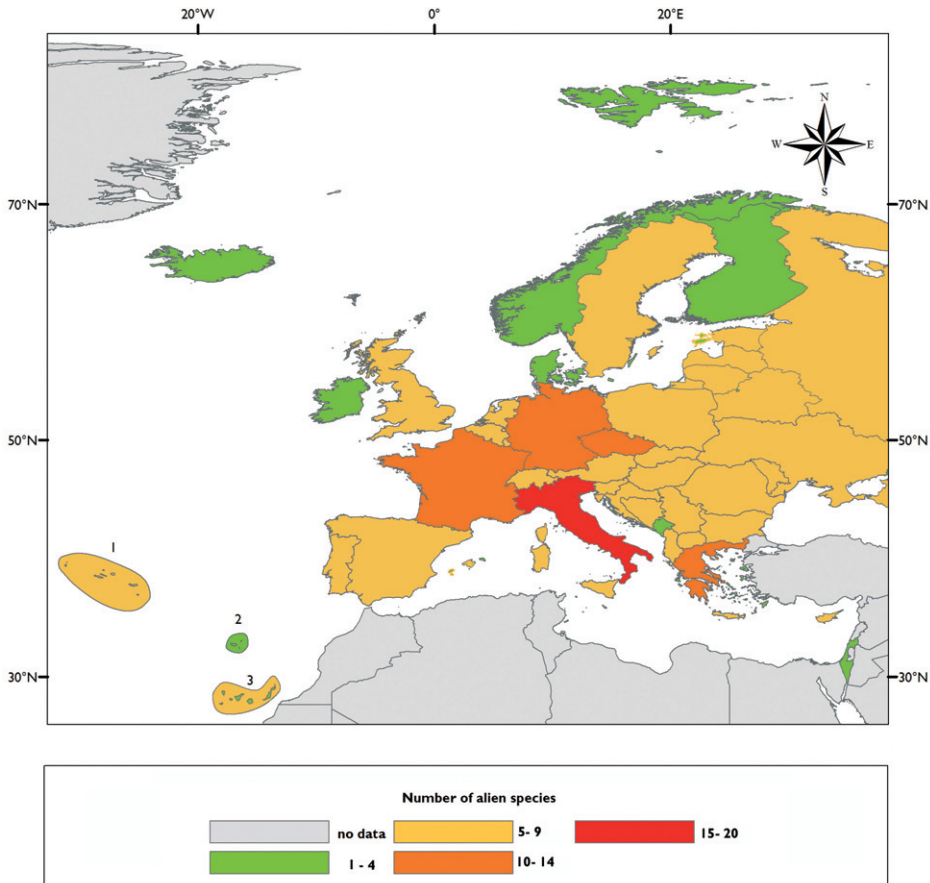 20°W 0° 20°E
N
W E
S
70°N 70°N
50°N 50°N
1
2
3
30°N 30°N
Number of alien species
no data 5- 9 15- 20
1 - 4 10- 14